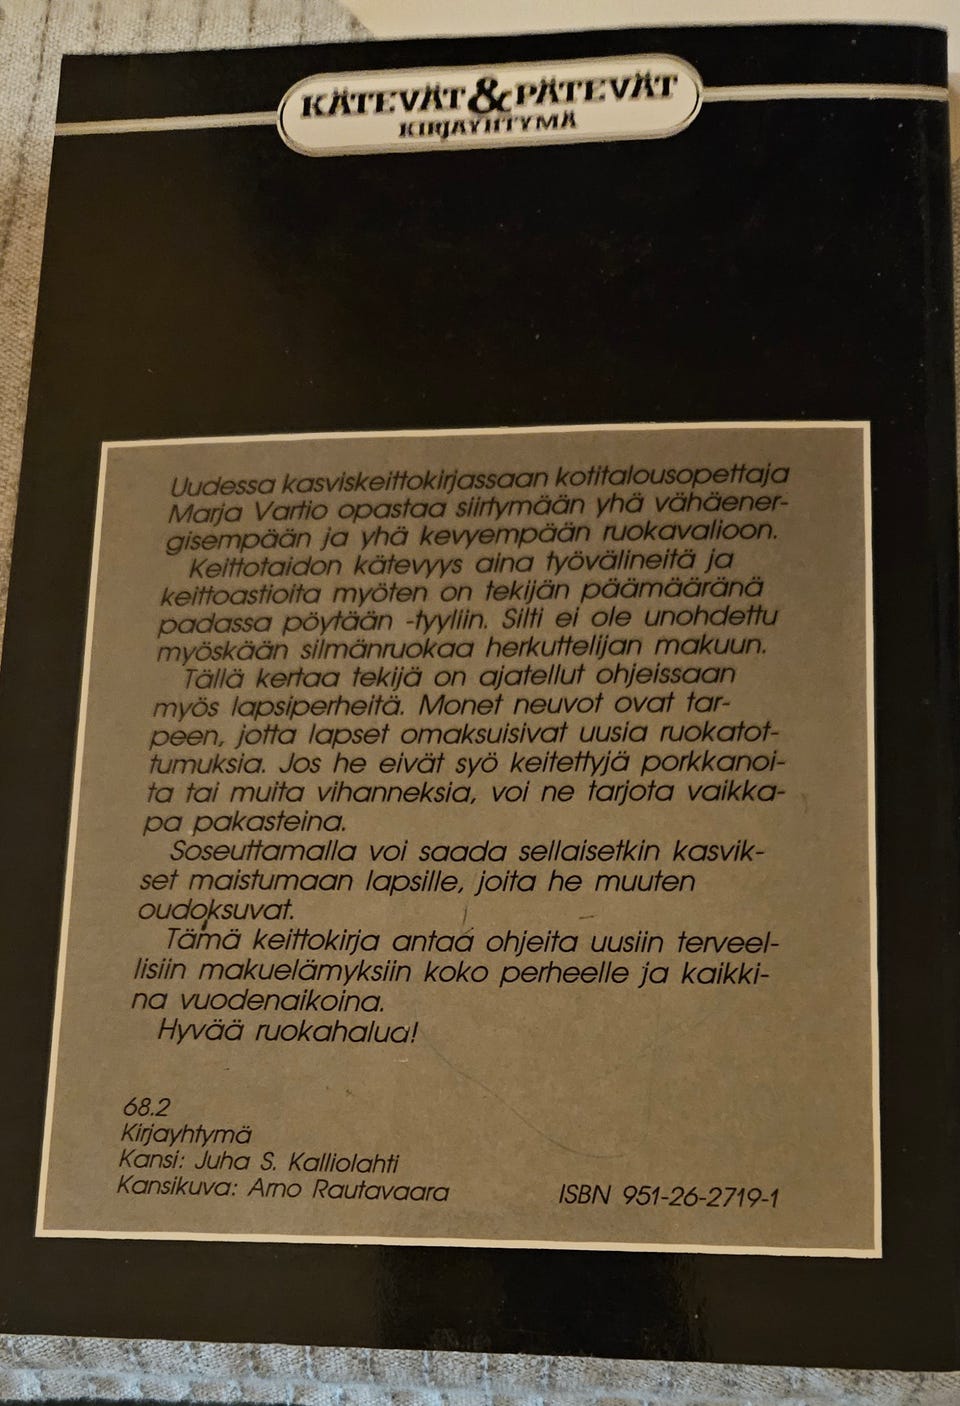 KÄTEVÄT & PÄTEVÄT
KIRJAYHTYMÄ
Uudessa kasviskeittokirjassaan kotitalousopettaja
Marja Vartio opastaa siirtymään yhä vähäener-
gisempään ja yhä kevyempään ruokavalioon.
Keittotaidon kätevyys aina työvälineitä ja
keittoastioita myöten on tekijän päämääränä
padassa pöytään -tyyliin. Silti ei ole unohdettu
myöskään silmänruokaa herkuttelijan makuun.
Tällä kertaa tekijä on ajatellut ohjeissaan
myös lapsiperheitä. Monet neuvot ovat tar-
peen, jotta lapset omaksuisivat uusia ruokatot-
tumuksia. Jos he eivät syö keitettyjä porkkanoi-
ta tai muita vihanneksia, voi ne tarjota vaikka-
pa pakasteina.
Soseuttamalla voi saada sellaisetkin kasvik-
set maistumaan lapsille, joita he muuten
oudoksuvat.
Tämä keittokirja antaa ohjeita uusiin terveel-
lisiin makuelämyksiin koko perheelle ja kaikki-
na vuodenaikoina.
Hyvää ruokahalua!
68.2
Kirjayhtymä
Kansi: Juha S. Kalliolahti
Kansikuva: Arno Rautavaara
ISBN 951-26-2719-1